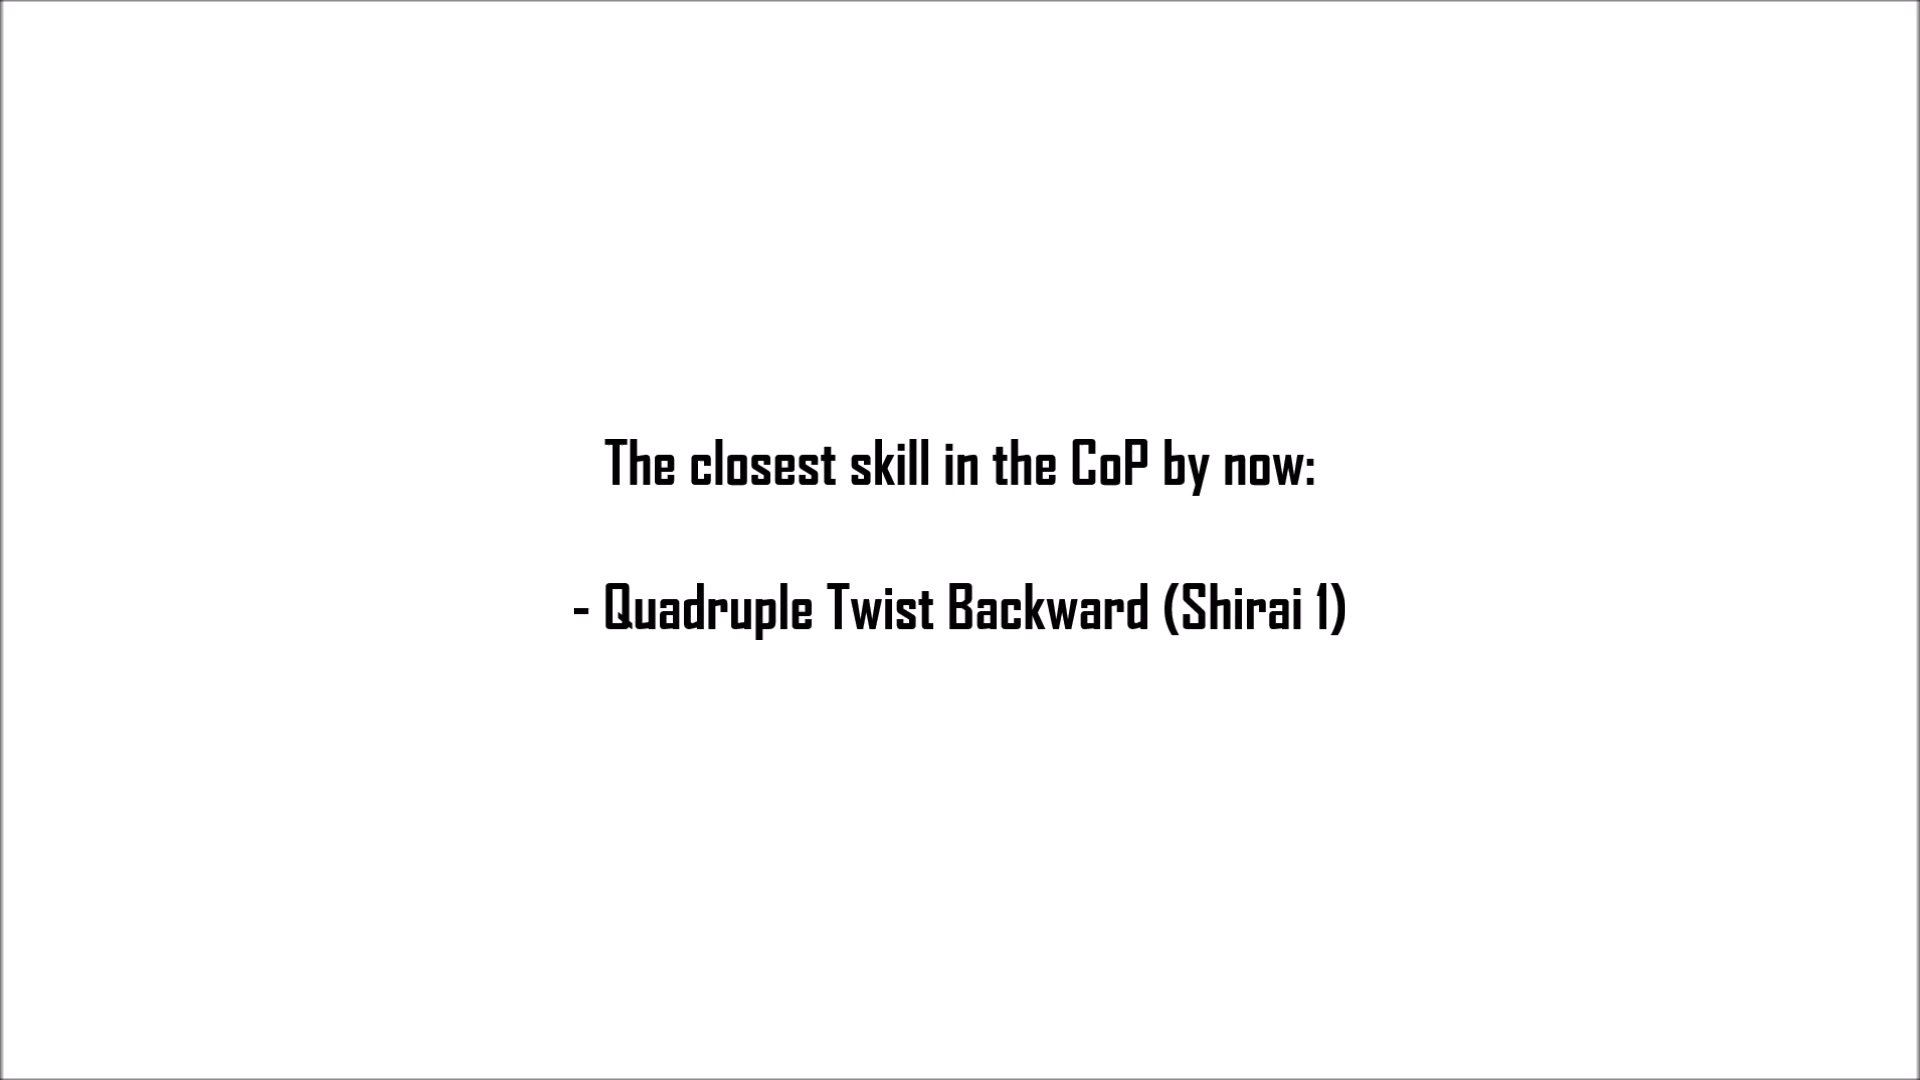 The closest skill in the CoP by now:
- Quadruple Twist Backward (Shirai 1)